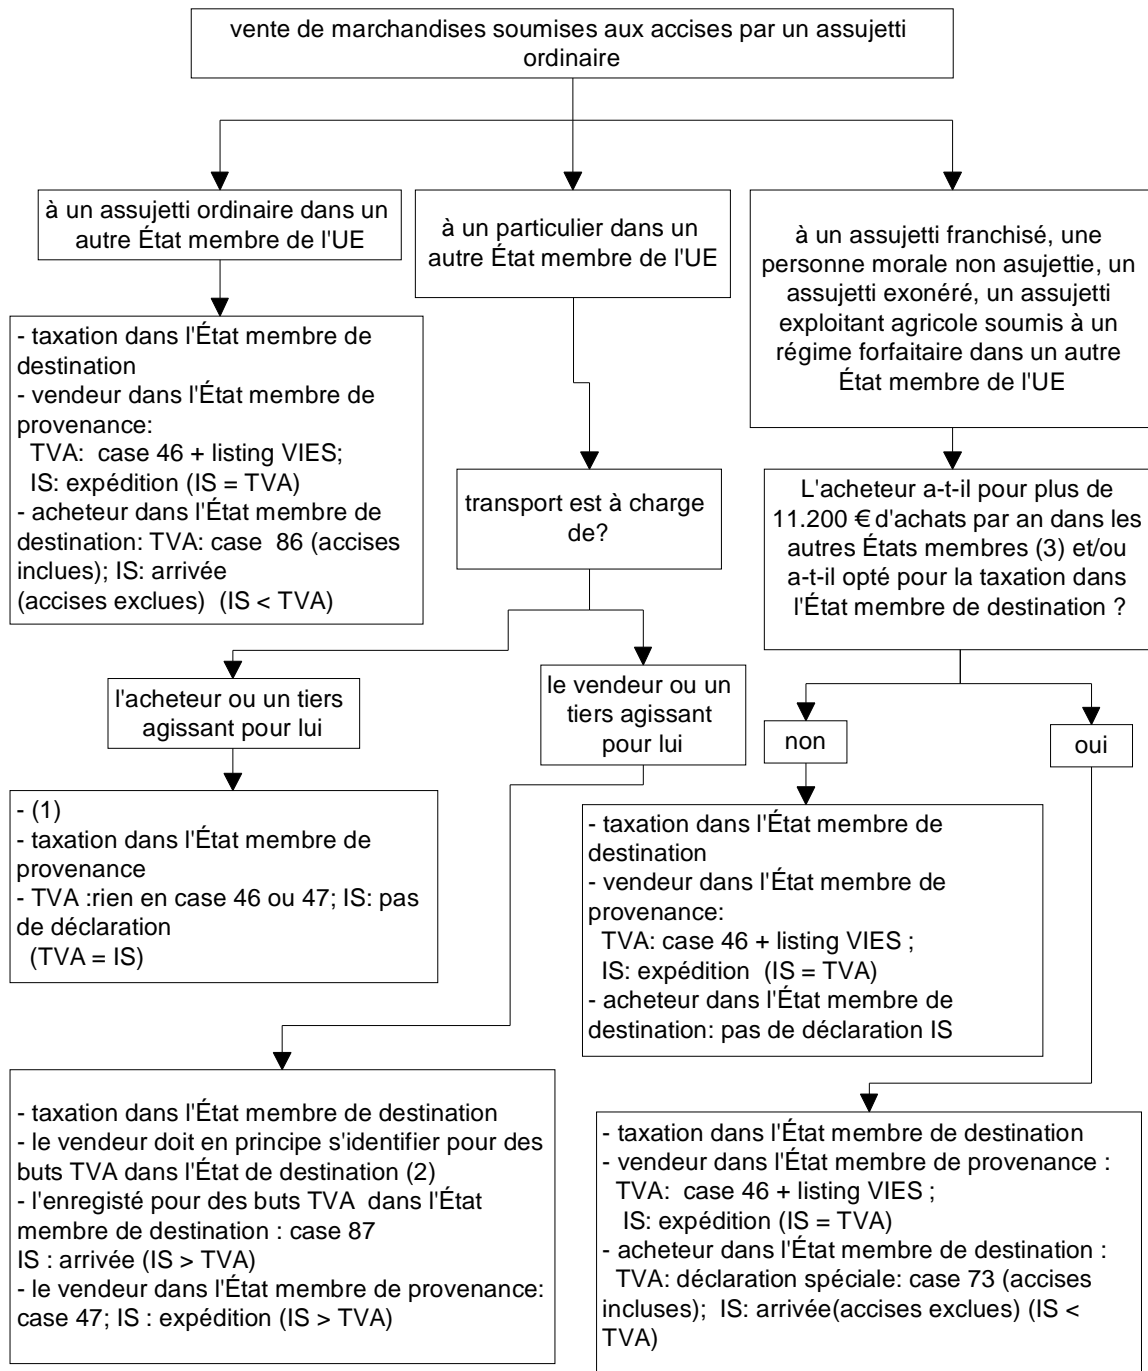 vente de marchandises soumises aux accises par un assujetti
ordinaire
à un assujetti ordinaire dans un
autre État membre de l'UE
à un particulier dans un
autre État membre de l'UE
à un assujetti franchisé, une
personne morale non asujettie, un
assujetti exonéré, un assujetti
exploitant agricole soumis à un
régime forfaitaire dans un autre
État membre de l'UE
- taxation dans l'État membre de
destination
- vendeur dans l'État membre de
provenance:
TVA: case 46 + listing VIES;
IS: expédition (IS = TVA)
- acheteur dans l'État membre de
destination: TVA: case 86 (accises
inclues); IS: arrivée
(accises exclues) (IS < TVA)
transport est à charge
de?
L'acheteur a-t-il pour plus de
11.200 € d'achats par an dans les
autres États membres (3) et/ou
a-t-il opté pour la taxation dans
l'État membre de destination ?
l'acheteur ou un tiers
agissant pour lui
le vendeur ou un
tiers agissant
pour lui
non
oui
- (1)
- taxation dans l'État membre de
provenance
- TVA :rien en case 46 ou 47; IS: pas
de déclaration
(TVA = IS)
- taxation dans l'État membre de
destination
- vendeur dans l'État membre de
provenance:
TVA: case 46 + listing VIES ;
IS: expédition (IS = TVA)
- acheteur dans l'État membre de
destination: pas de déclaration IS
- taxation dans l'État membre de destination
- le vendeur doit en principe s'identifier pour des
buts TVA dans l'État de destination (2)
- l'enregisté pour des buts TVA dans l'État
membre de destination : case 87
IS : arrivée (IS > TVA)
- le vendeur dans l'État membre de provenance:
case 47; IS : expédition (IS > TVA)
- taxation dans l'État membre de destination
- vendeur dans l'État membre de provenance :
TVA: case 46 + listing VIES ;
IS: expédition (IS = TVA)
- acheteur dans l'État membre de destination :
TVA: déclaration spéciale: case 73 (accises
incluses); IS: arrivée(accises exclues) (IS <
TVA)